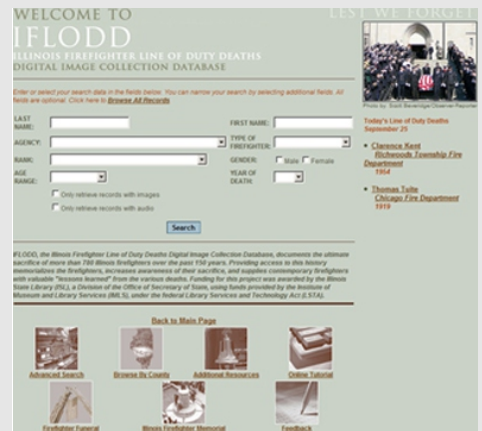 WELCOME TO
LEST WE FORGET
IFLODD
ILLINOIS FIREFIGHTER LINE OF DUTY DEATHS
DIGITAL IMAGE COLLECTION DATABASE
Enter or select your search data in the fields below. You can narrow your search by selecting additional fields. All
fields are optional. Click here to Browse All Records
LAST
NAME:
FIRST NAME:
AGENCY:
TYPE OF
FIREFIGHTER:
RANK:
GENDER: Male Female
AGE
RANGE:
YEAR OF
DEATH:
Only retrieve records with images
Only retrieve records with audio
Search
Photo by: Scott Beveridge/Observer-Reporter
Today's Line of Duty Deaths
September 25
Clarence Kent
Richwoods Township Fire
Department
1954
Thomas Tuite
Chicago Fire Department
1919
IFLODD, the Illinois Firefighter Line of Duty Deaths Digital Image Collection Database, documents the ultimate
sacrifice of more than 780 Illinois firefighters over the past 150 years. Providing access to this history
memorializes the firefighters, increases awareness of their sacrifice, and supplies contemporary firefighters
with valuable "lessons learned" from the various deaths. Funding for this project was awarded by the Illinois
State Library (ISL), a Division of the Office of Secretary of State, using funds provided by the Institute of
Museum and Library Services (IMLS), under the federal Library Services and Technology Act (LSTA).
Back to Main Page
Advanced Search
Browse By County
Additional Resources
Online Tutorial
Firefighter Funeral
Illinois Firefighter Memorial
Feedback